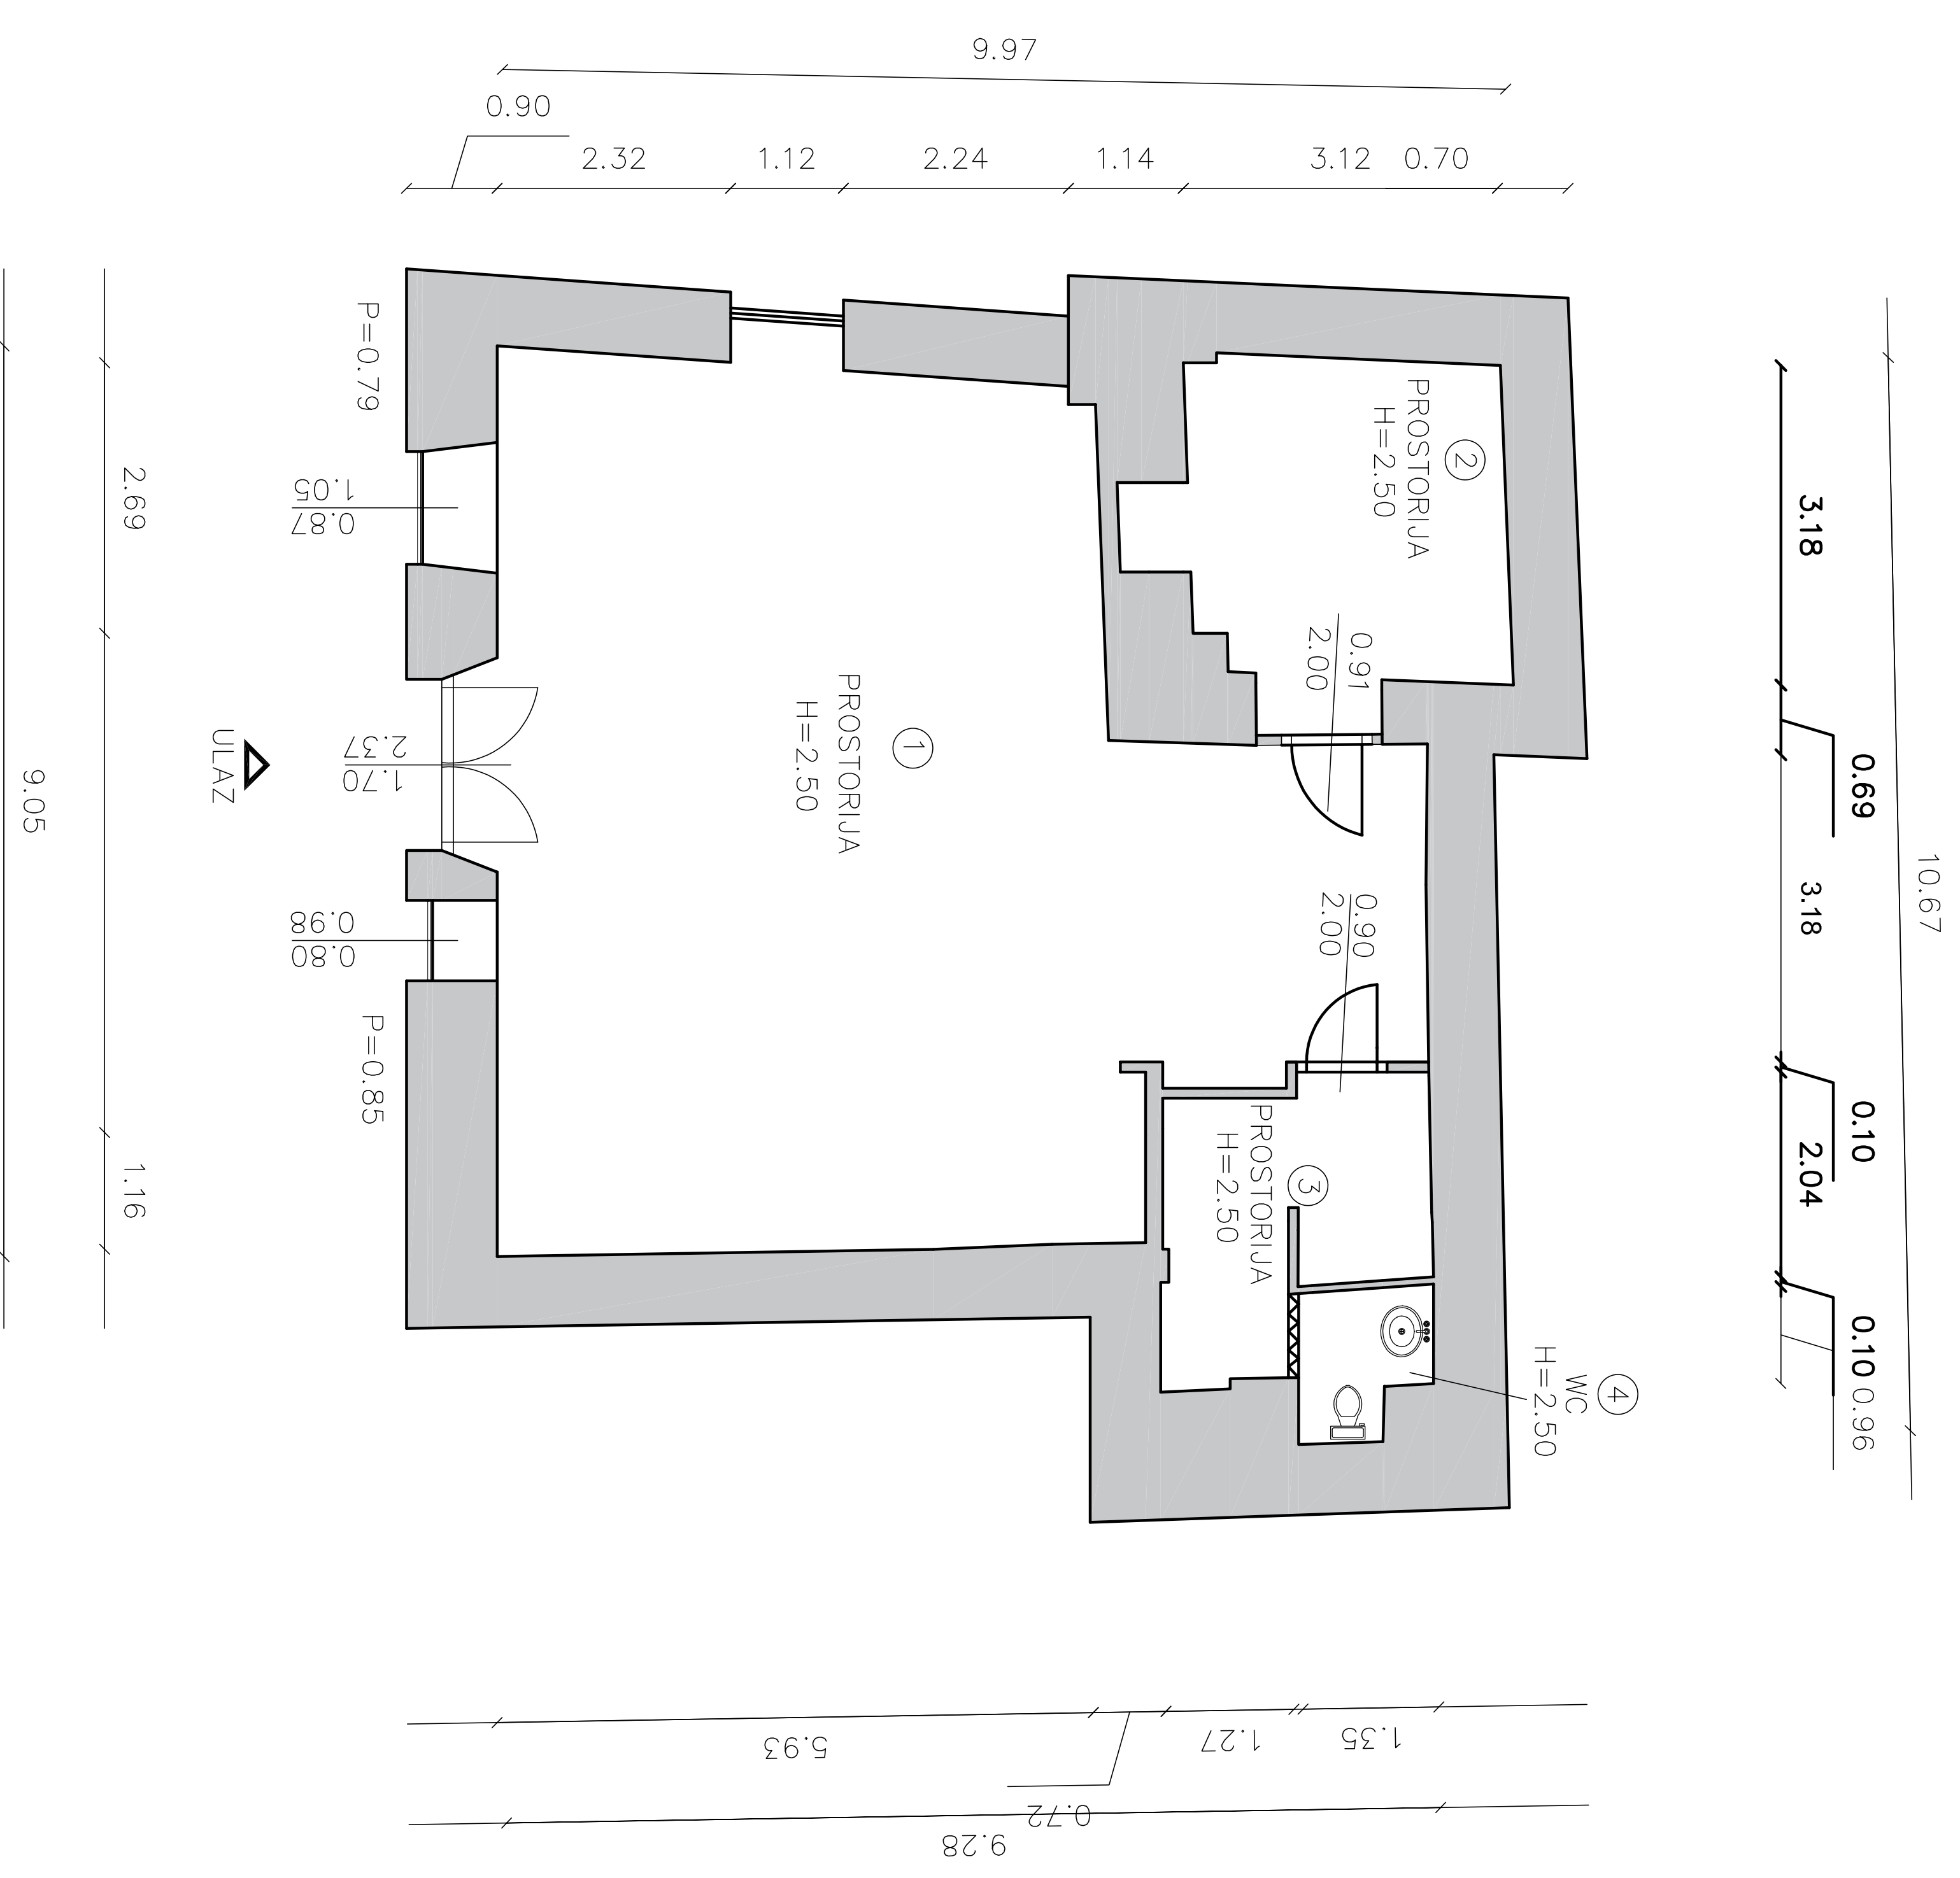 9.97
0.90
2.32 1.12 2.24 1.14 3.12 0.70
P=0.79
1.05
0.87
2.69
9.05
ULAZ
2.37
1.70
0.98
0.80
P=0.85
1.16
1
PROSTORIJA
H=2.50
2
PROSTORIJA
H=2.50
0.91
2.00
0.90
2.00
3
PROSTORIJA
H=2.50
4
WC
H=2.50
3.18
0.69
3.18
0.10
2.04
0.10
0.96
10.67
5.93
0.72
1.27
1.35
9.28